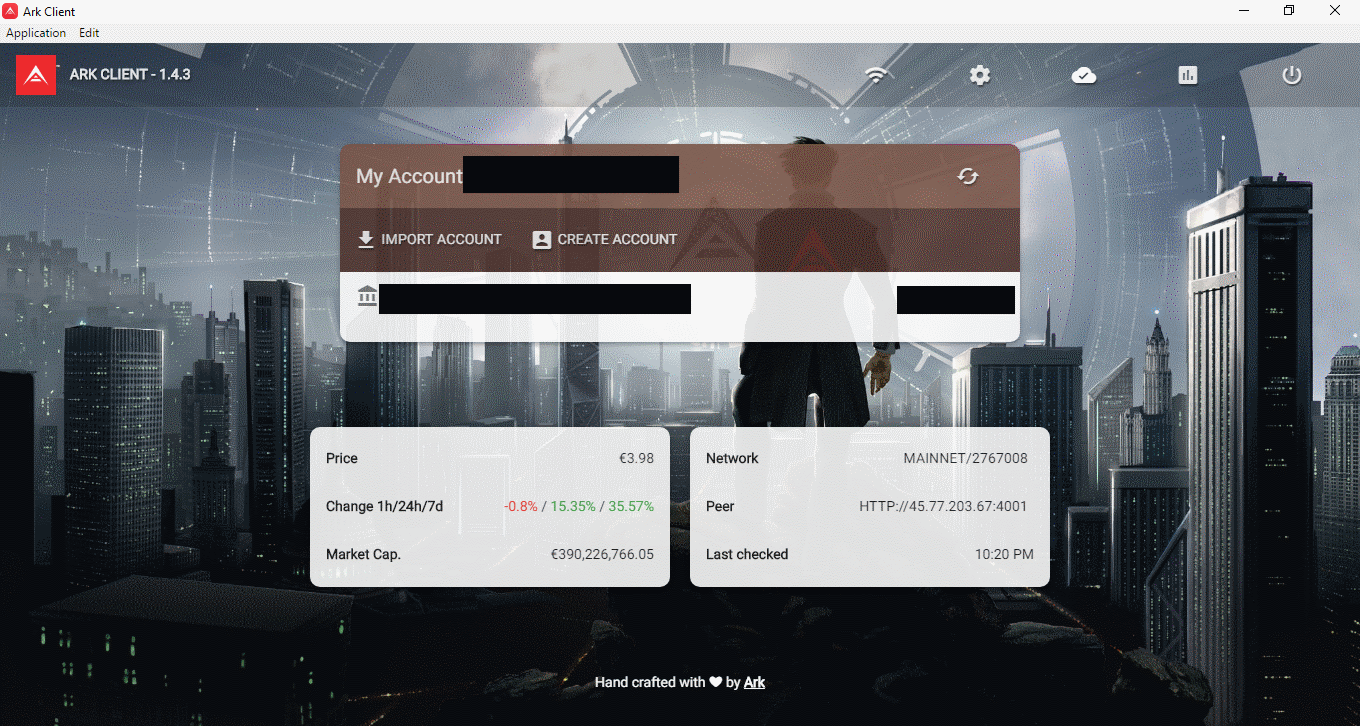 Ark Client
Application Edit
ARK CLIENT - 1.4.3
My Account
IMPORT ACCOUNT CREATE ACCOUNT
Price €3.98
Change 1h/24h/7d -0.8% / 15.35% / 35.57%
Market Cap. €390,226,766.05
Network MAINNET/2767008
Peer HTTP://45.77.203.67:4001
Last checked 10:20 PM
Hand crafted with ♥ by Ark